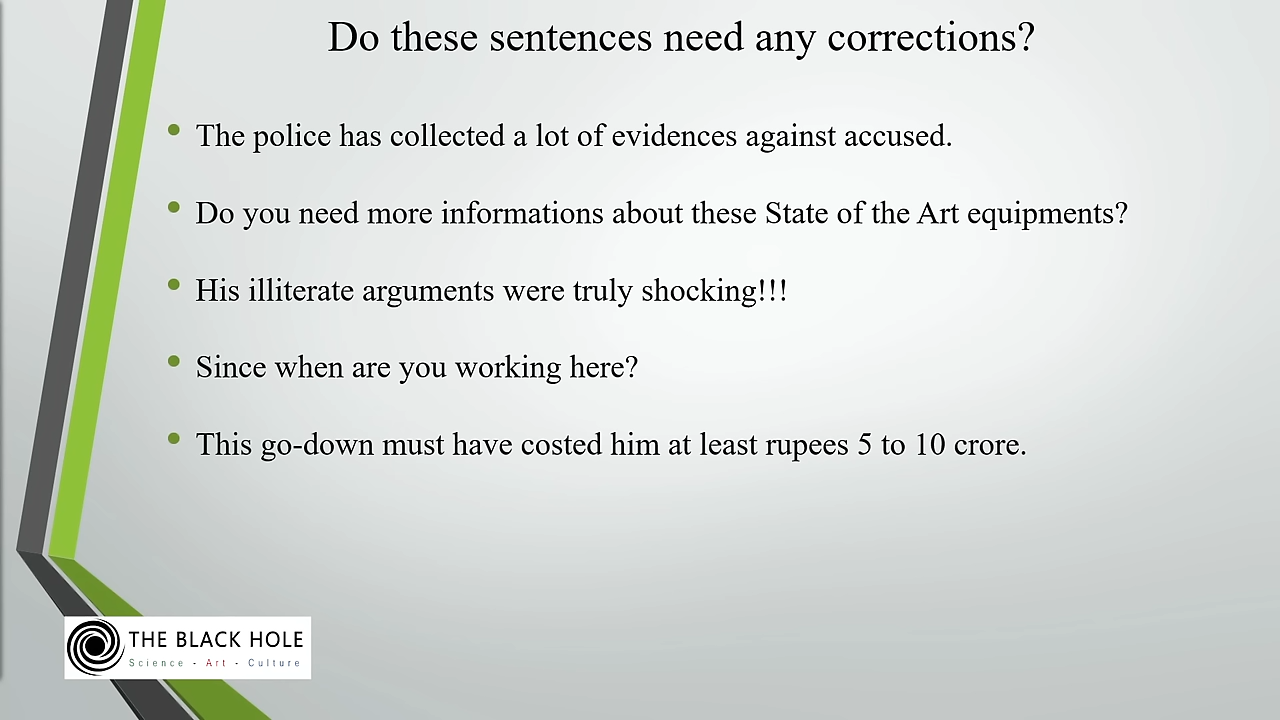 Do these sentences need any corrections?
The police has collected a lot of evidences against accused.
Do you need more informations about these State of the Art equipments?
His illiterate arguments were truly shocking!!!
Since when are you working here?
This go-down must have costed him at least rupees 5 to 10 crore.
THE BLACK HOLE
Science - Art - Culture